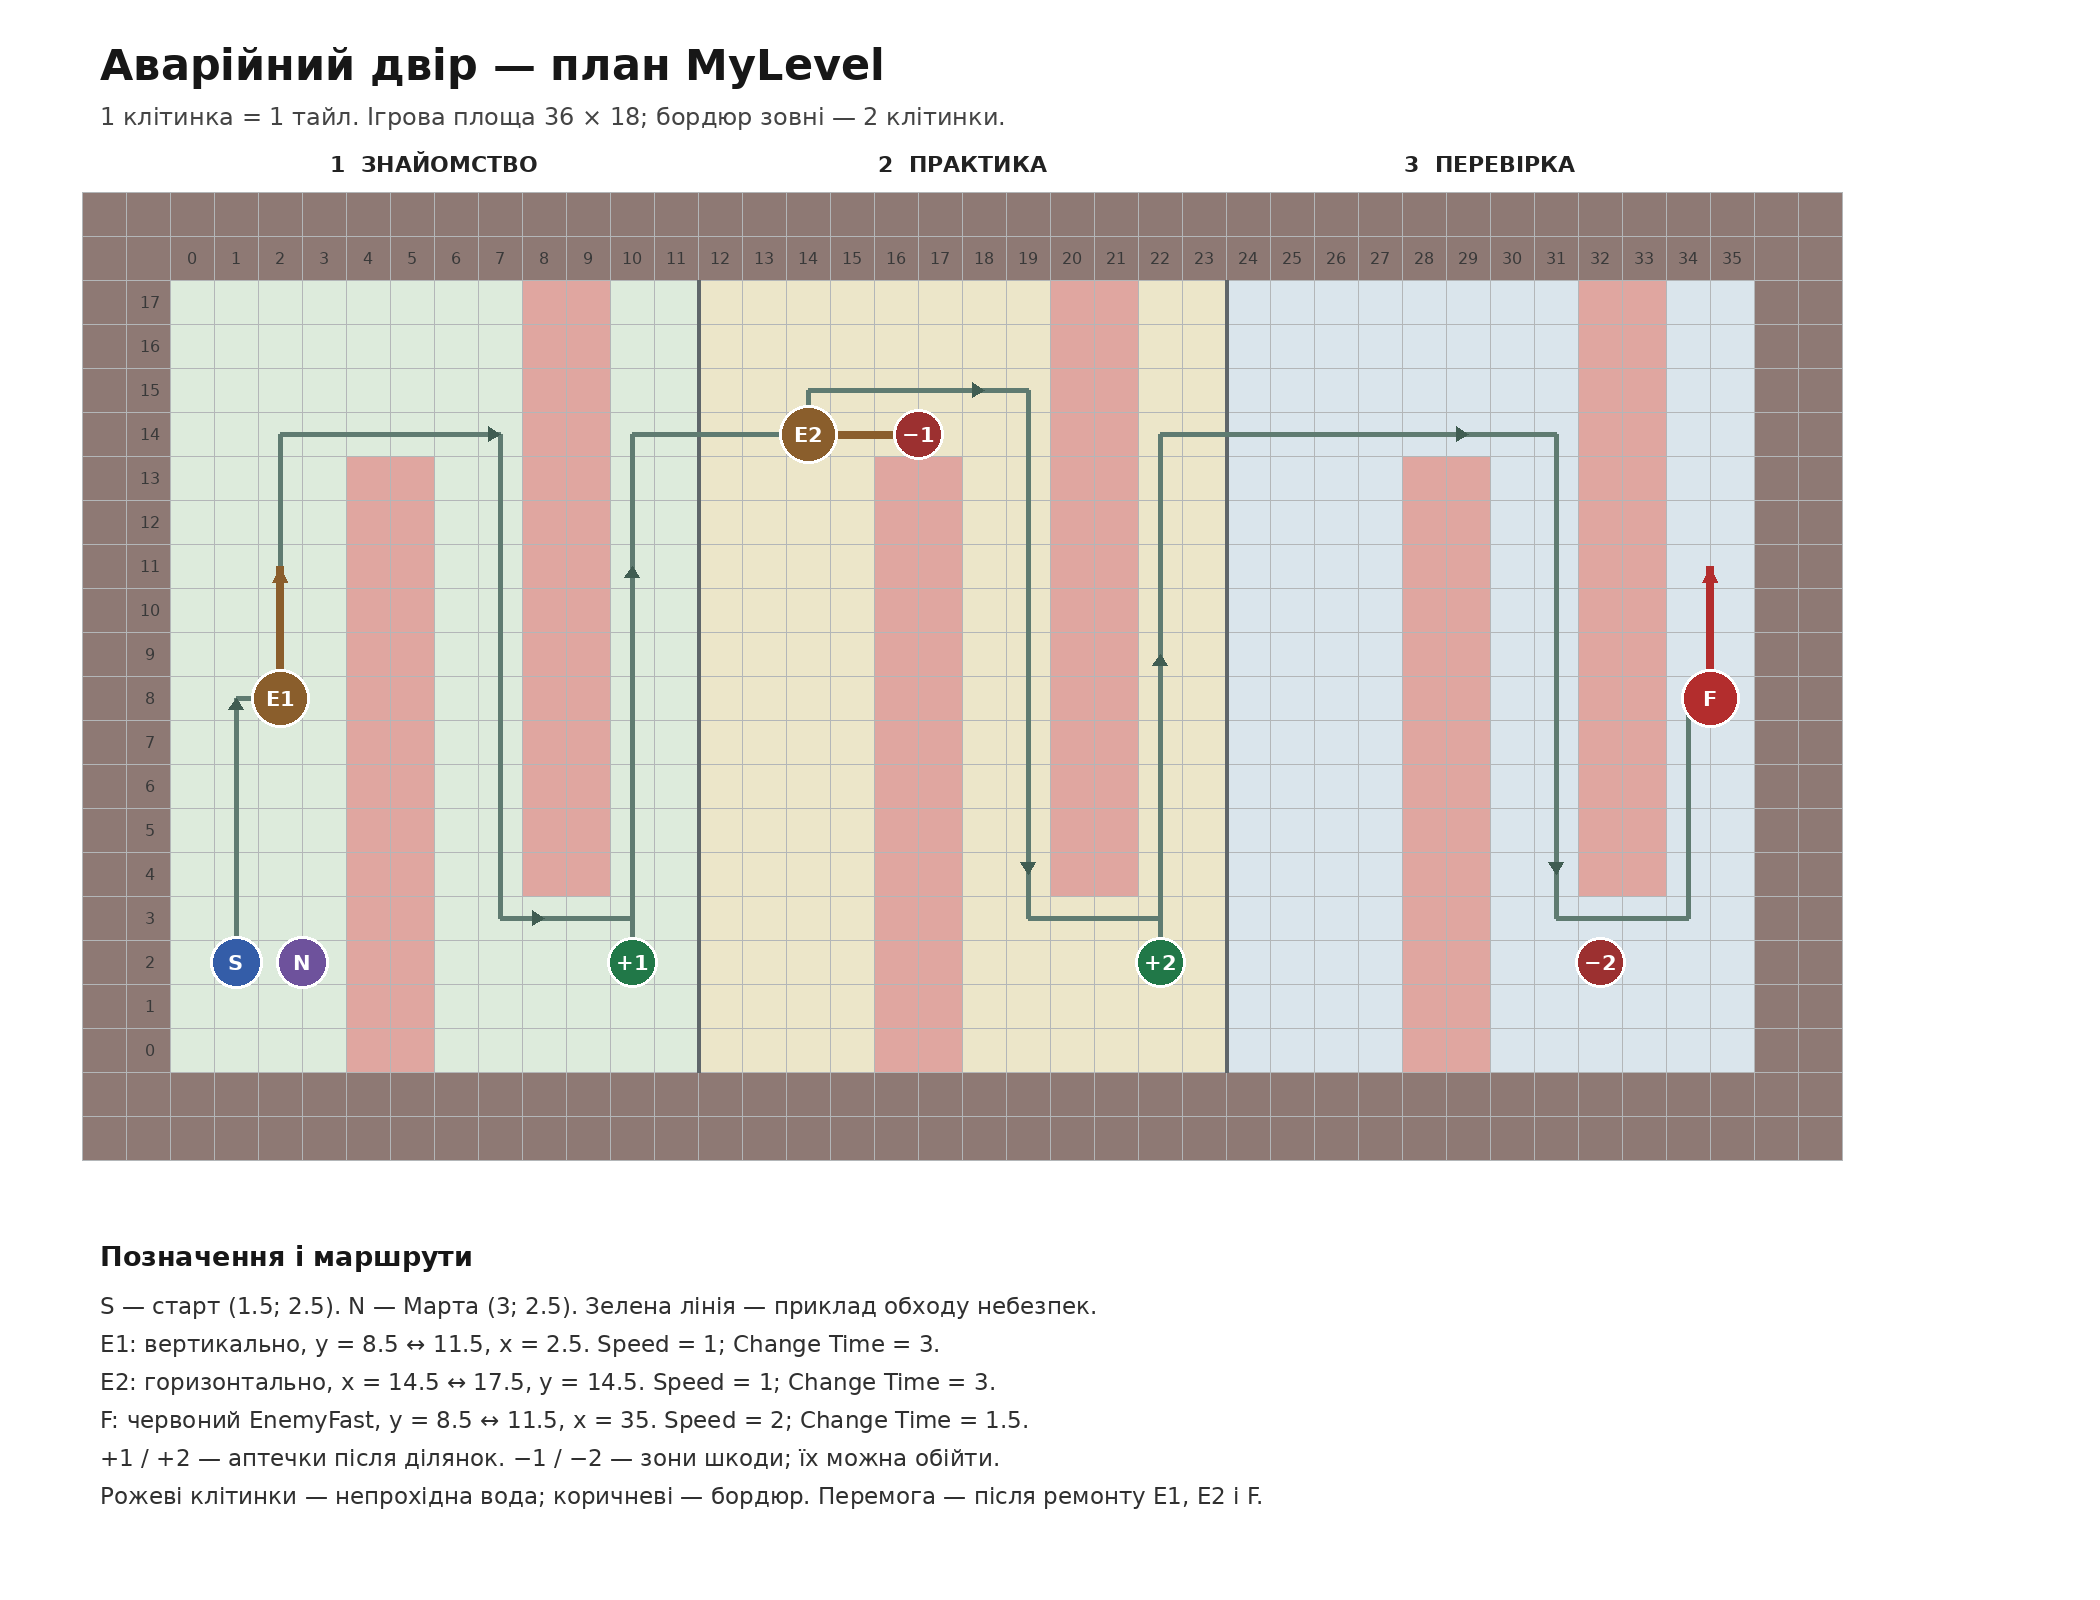 Аварійний двір — план MyLevel
1 клітинка = 1 тайл. Ігрова площа 36 × 18; бордюр зовні — 2 клітинки.
1 ЗНАЙОМСТВО 2 ПРАКТИКА 3 ПЕРЕВІРКА
0 1 2 3 4 5 6 7 8 9 10 11 12 13 14 15 16 17 18 19 20 21 22 23 24 25 26 27 28 29 30 31 32 33 34 35
17
16
15
14 E2 −1
13
12
11
10
9
8 E1 F
7
6
5
4
3
2 S N +1 +2 −2
1
0
Позначення і маршрути
S — старт (1.5; 2.5). N — Марта (3; 2.5). Зелена лінія — приклад обходу небезпек.
E1: вертикально, y = 8.5 ↔ 11.5, x = 2.5. Speed = 1; Change Time = 3.
E2: горизонтально, x = 14.5 ↔ 17.5, y = 14.5. Speed = 1; Change Time = 3.
F: червоний EnemyFast, y = 8.5 ↔ 11.5, x = 35. Speed = 2; Change Time = 1.5.
+1 / +2 — аптечки після ділянок. −1 / −2 — зони шкоди; їх можна обійти.
Рожеві клітинки — непрохідна вода; коричневі — бордюр. Перемога — після ремонту E1, E2 і F.